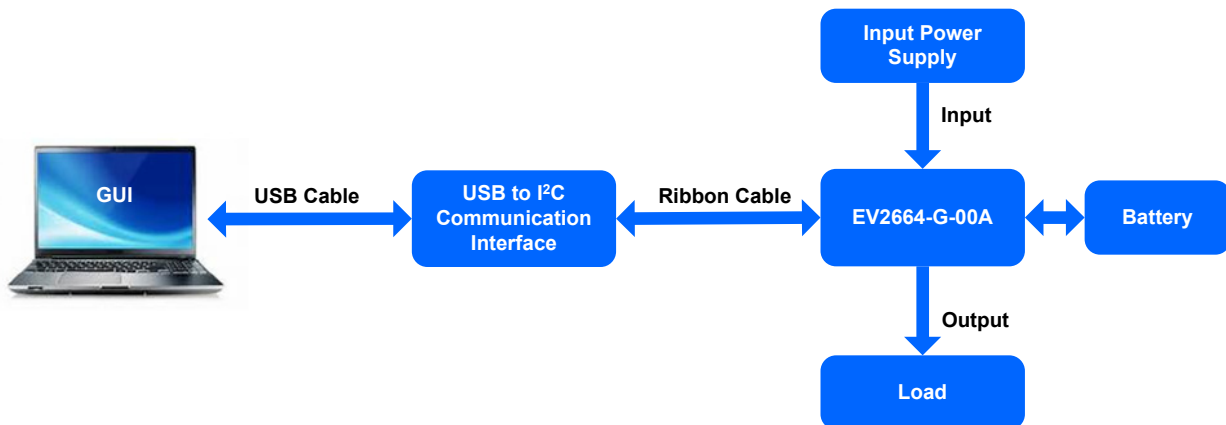 Input Power
Supply
Input
GUI
USB Cable
USB to I²C
Communication
Interface
Ribbon Cable
EV2664-G-00A
Battery
Output
Load